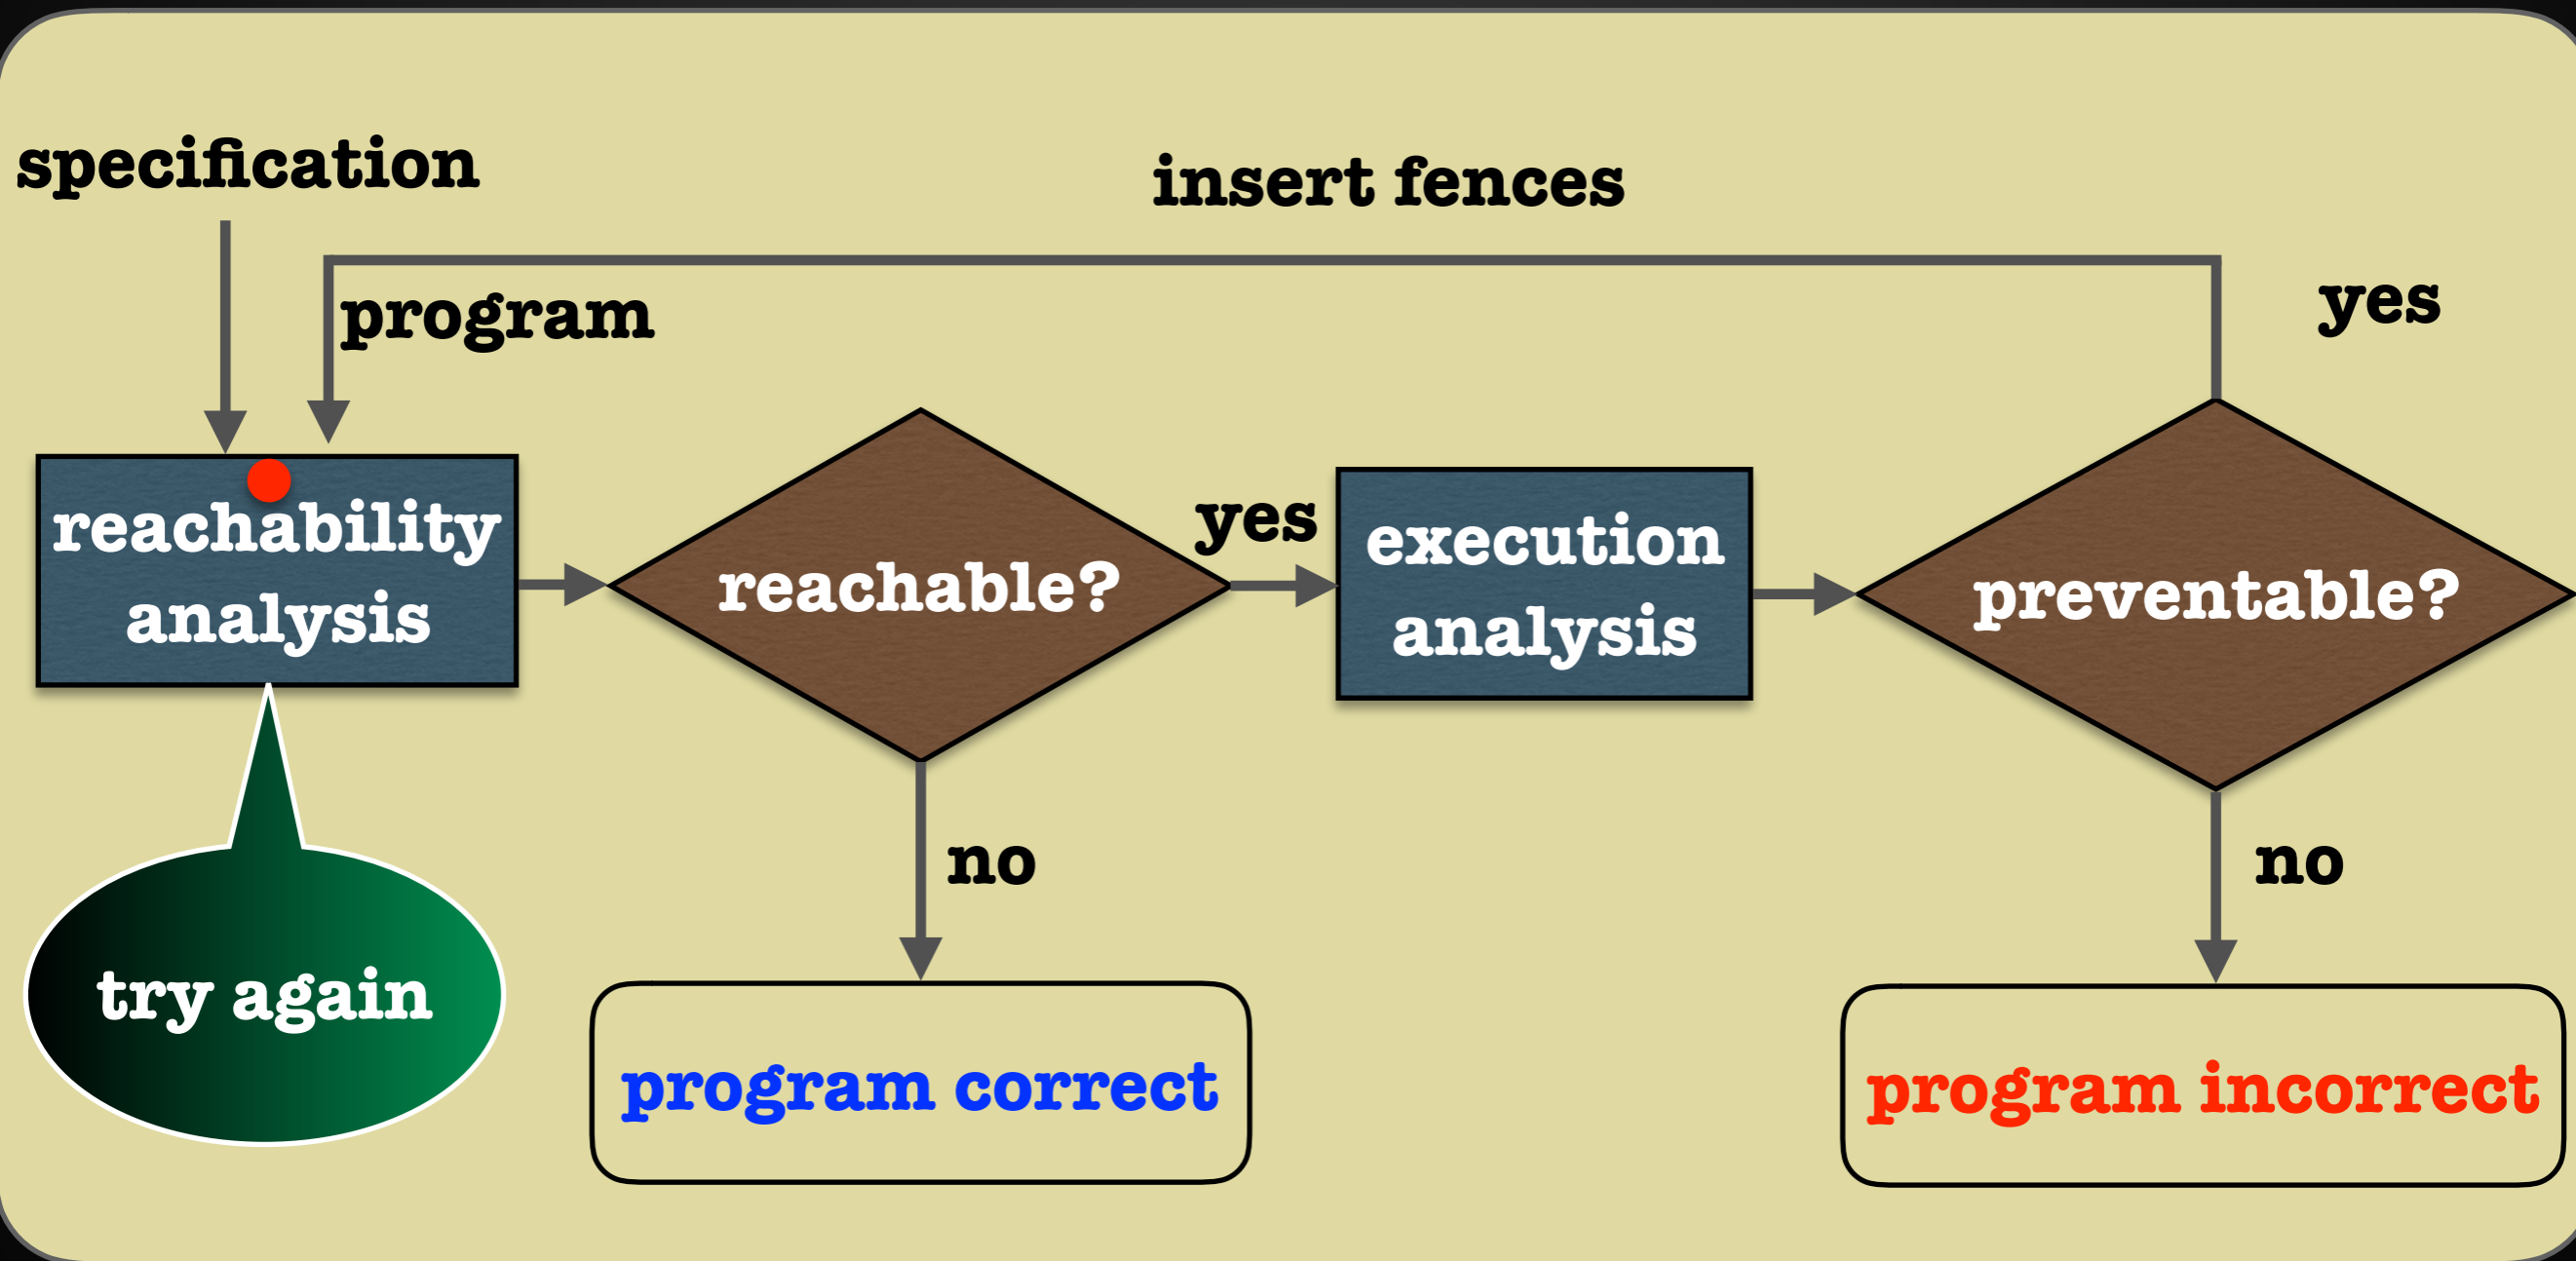 specification
insert fences
program
yes
reachability
analysis
reachable?
yes
execution
analysis
preventable?
no
no
try again
program correct
program incorrect